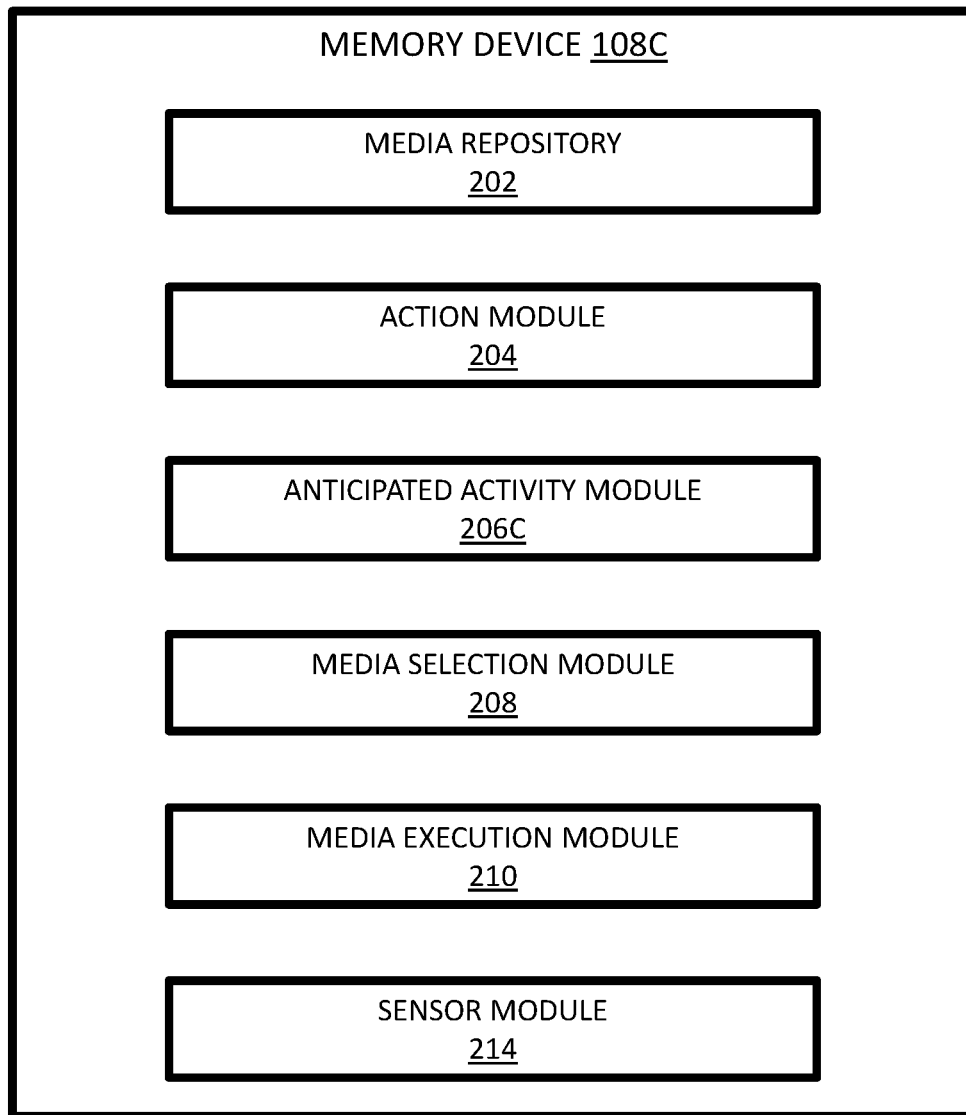 MEMORY DEVICE 108C
MEDIA REPOSITORY
202
ACTION MODULE
204
ANTICIPATED ACTIVITY MODULE
206C
MEDIA SELECTION MODULE
208
MEDIA EXECUTION MODULE
210
SENSOR MODULE
214